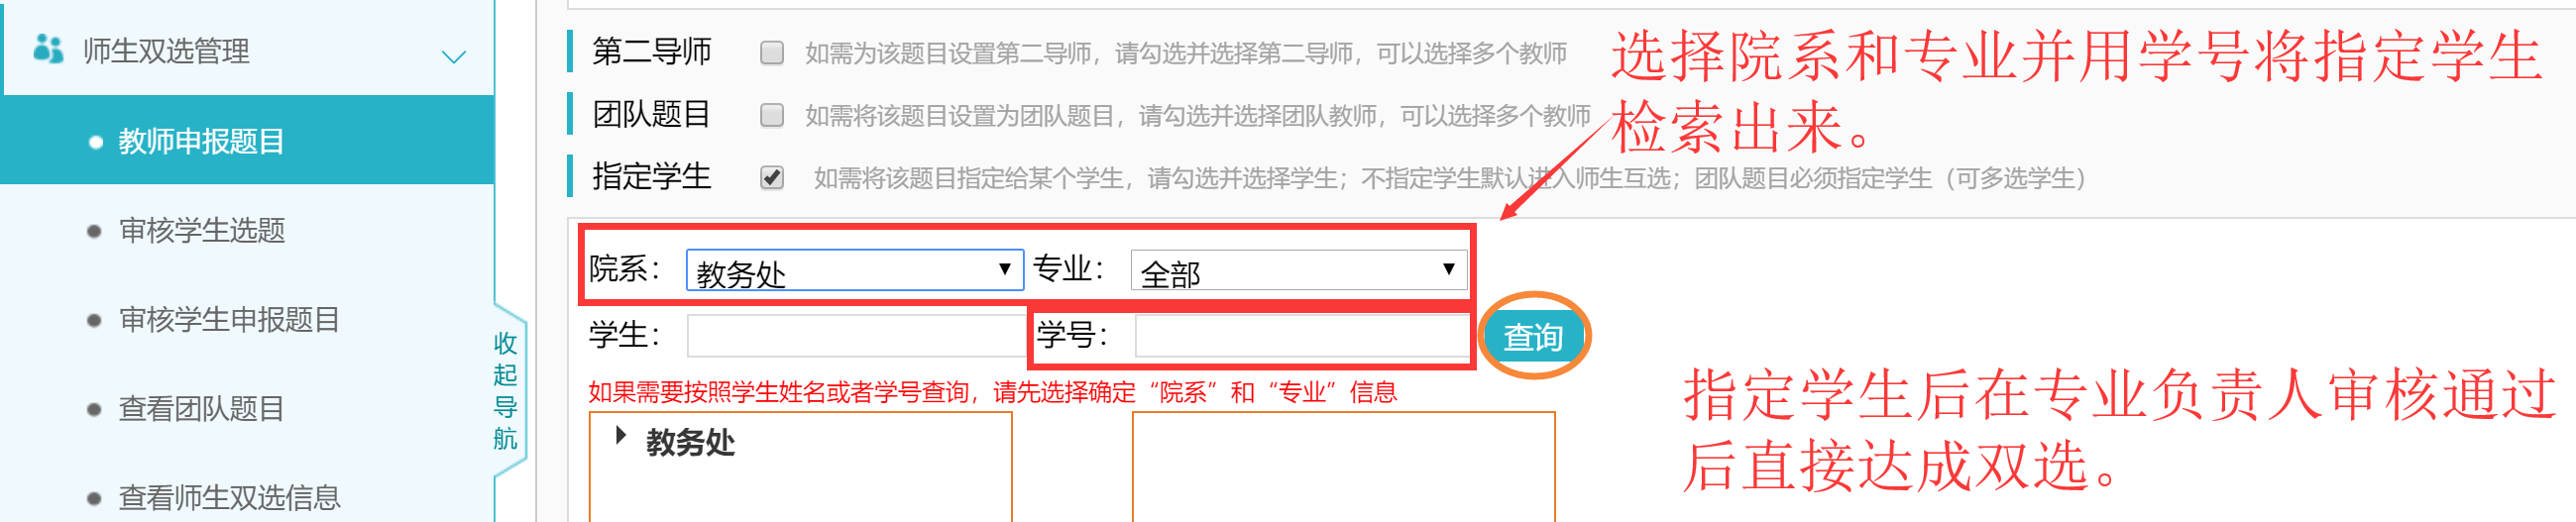 师生双选管理
教师申报题目
审核学生选题
审核学生申报题目
查看团队题目
查看师生双选信息
收起导航
第二导师 如需为该题目设置第二导师，请勾选并选择第二导师，可以选择多个教师
团队题目 如需将该题目设置为团队题目，请勾选并选择团队教师，可以选择多个教师
指定学生 如需将该题目指定给某个学生，请勾选并选择学生；不指定学生默认进入师生互选；团队题目必须指定学生（可多选学生）
选择院系和专业并用学号将指定学生
检索出来。
院系： 教务处 专业： 全部
学生： 学号： 查询
如果需要按照学生姓名或者学号查询，请先选择确定“院系”和“专业”信息
教务处
指定学生后在专业负责人审核通过
后直接达成双选。